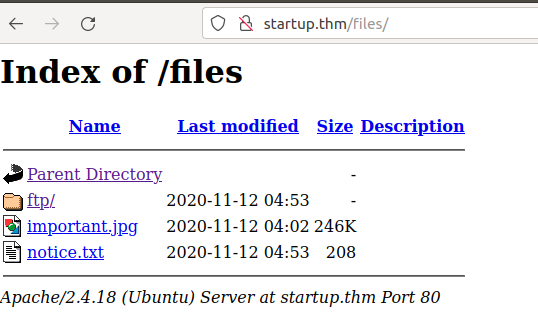 startup.thm/files/
Index of /files
Name Last modified Size Description
Parent Directory -
ftp/ 2020-11-12 04:53 -
important.jpg 2020-11-12 04:02 246K
notice.txt 2020-11-12 04:53 208
Apache/2.4.18 (Ubuntu) Server at startup.thm Port 80